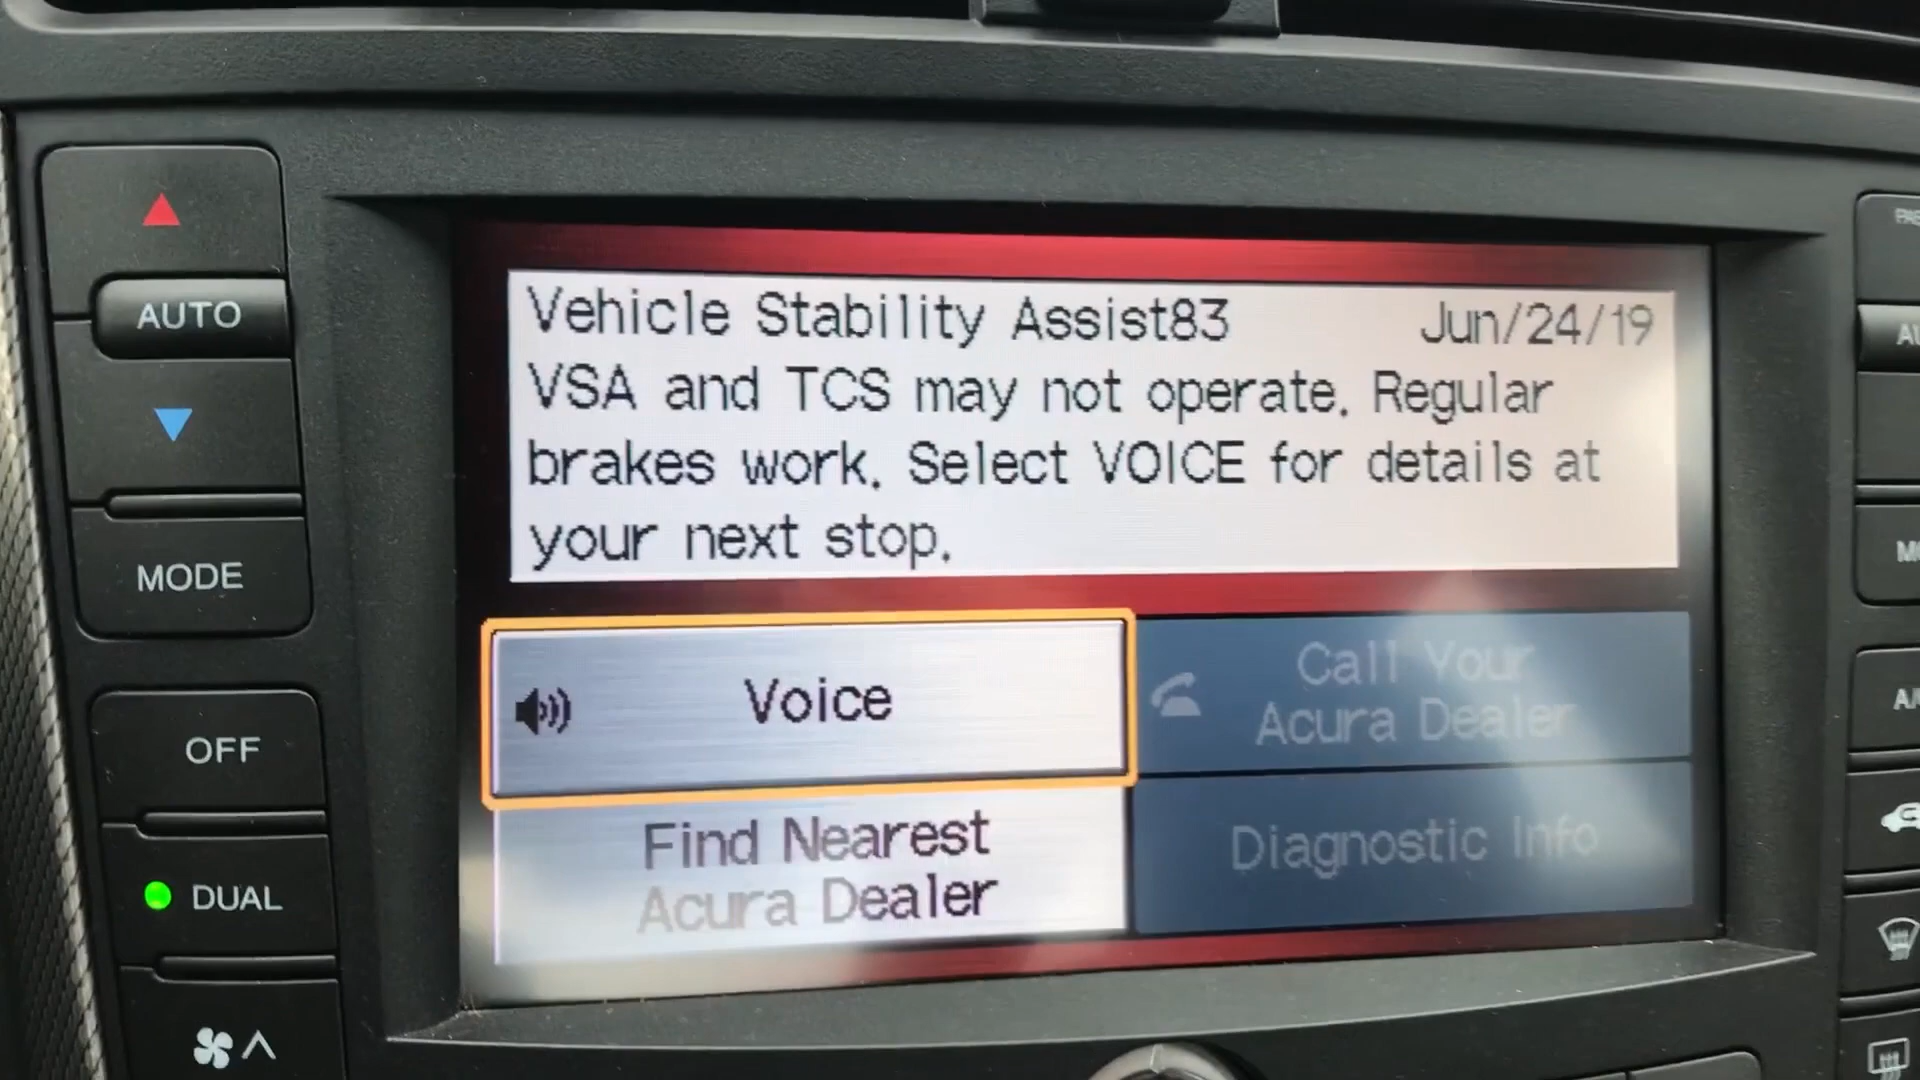 AUTO
MODE
OFF
DUAL
Vehicle Stability Assist83 Jun/24/19
VSA and TCS may not operate. Regular
brakes work. Select VOICE for details at
your next stop.
Voice
Call Your
Acura Dealer
Find Nearest
Acura Dealer
Diagnostic Info